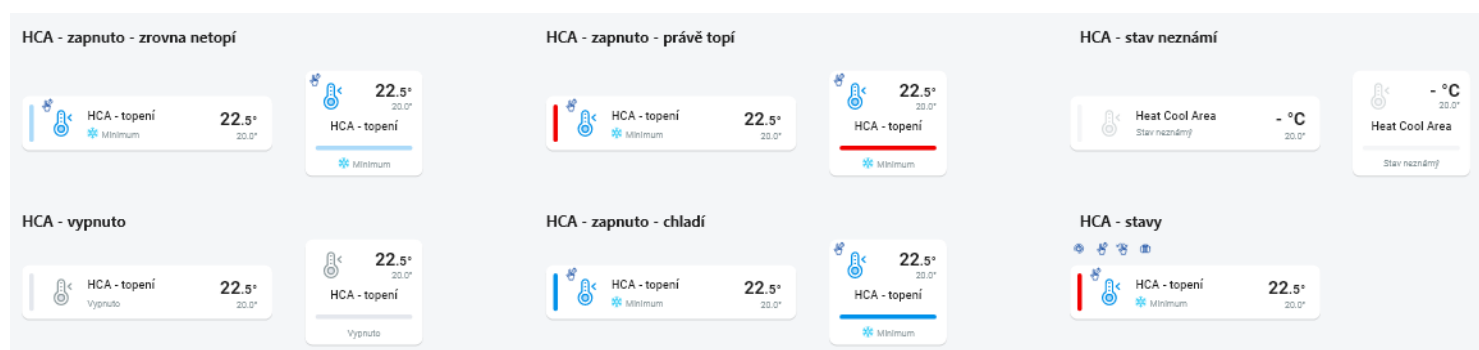 HCA - zapnuto - zrovna netopí
HCA - topení
Minimum
22.5°
20.0°
22.5°
20.0°
HCA - topení
Minimum
HCA - zapnuto - právě topí
HCA - topení
Minimum
22.5°
20.0°
22.5°
20.0°
HCA - topení
Minimum
HCA - stav neznámí
Heat Cool Area
Stav neznámý
- °C
20.0°
- °C
20.0°
Heat Cool Area
Stav neznámý
HCA - vypnuto
HCA - topení
Vypnuto
22.5°
20.0°
22.5°
20.0°
HCA - topení
Vypnuto
HCA - zapnuto - chladí
HCA - topení
Minimum
22.5°
20.0°
22.5°
20.0°
HCA - topení
Minimum
HCA - stavy
HCA - topení
Minimum
22.5°
20.0°